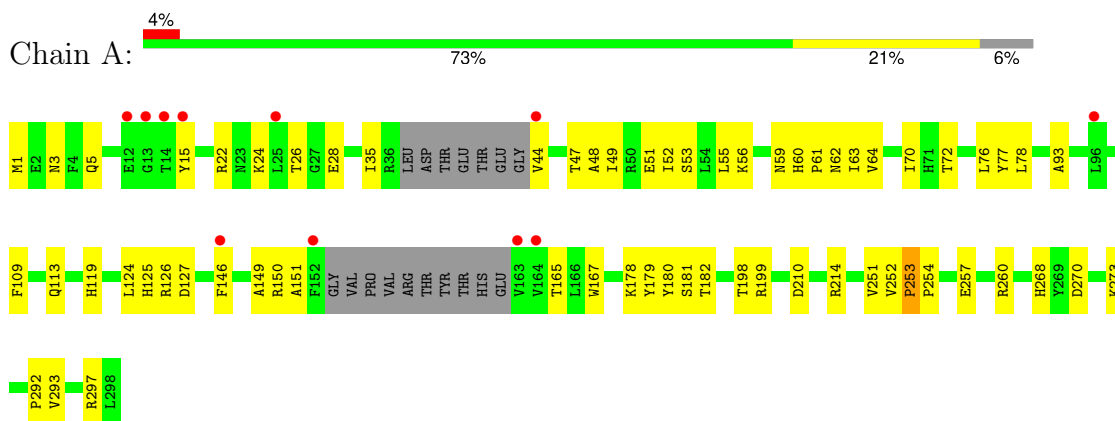 4%
Chain A:
73% 21% 6%
M1 E2 N3 F4 Q5 E12 G13 T14 Y15 R22 N23 K24 L25 T26 G27 E28 I35 R36 LEU ASP THR GLU THR GLU GLY V44 T47 A48 I49 R50 E51 I52 S53 L54 L55 K56 N59 H60 P61 N62 I63 V64 I70 H71 T72 L76 Y77 L78 A93 L96
F109 Q113 H119 L124 H125 R126 D127 F146 A149 R150 A151 F152 GLY VAL PRO VAL ARG THR TYR THR HIS GLU V163 V164 T165 L166 W167 K178 Y179 Y180 S181 T182 T198 R199 D210 R214 V251 V252 P253 P254 E257 R260 H268 Y269 D270
P292 V293 R297 L298